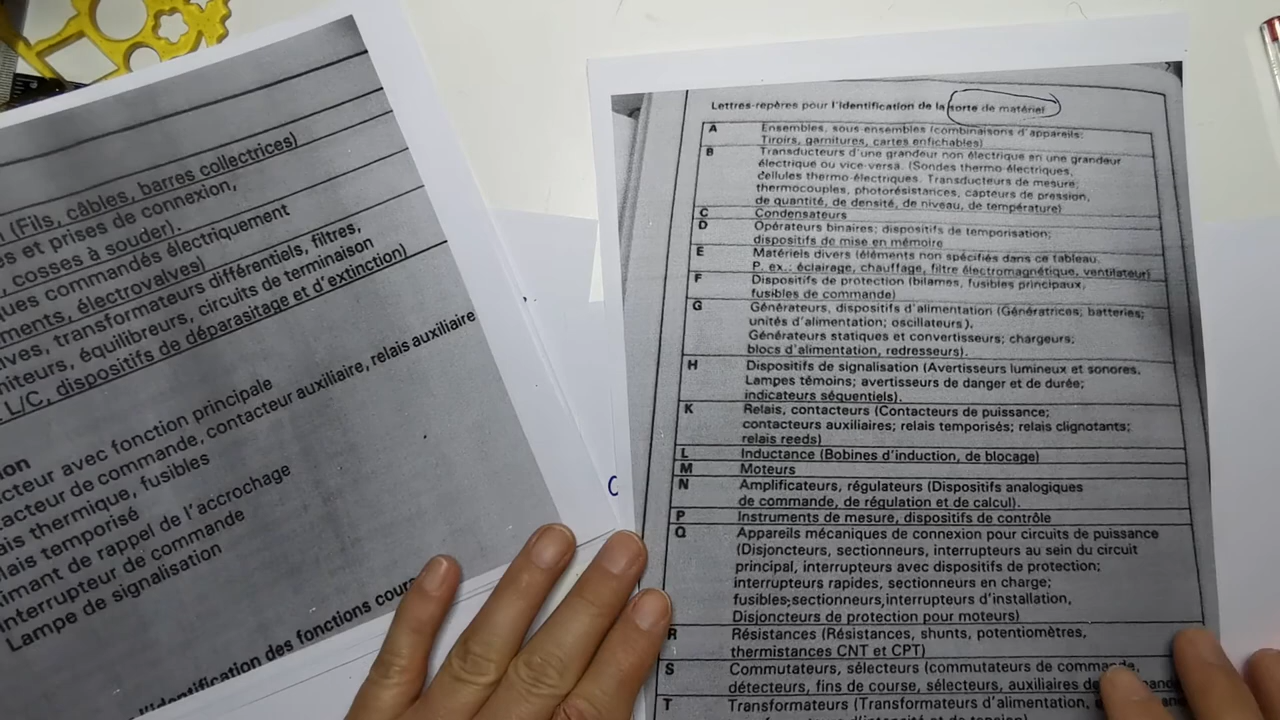 (Fils, câbles, barres collectrices)
es et prises de connexion,
, cosses à souder).
ques commandés électriquement
ments, électrovalves)
ives, transformateurs différentiels, filtres,
niteurs, équilibreurs, circuits de terminaison
L/C, dispositifs de déparasitage et d'extinction)
ion
acteur avec fonction principale
tacteur de commande, contacteur auxiliaire, relais auxiliaire
ais thermique, fusibles
lais temporisé
imant de rappel de l'accrochage
Interrupteur de commande
Lampe de signalisation
l'identification des fonctions cour
Lettres-repères pour l'identification de la sorte de matériel
A Ensembles, sous-ensembles (combinaisons d'appareils:
Tiroirs, garnitures, cartes enfichables)
B Transducteurs d'une grandeur non électrique en une grandeur
électrique ou vice-versa. (Sondes thermo-électriques,
cellules thermo-électriques. Transducteurs de mesure;
thermocouples, photorésistances, capteurs de pression,
de quantité, de densité, de niveau, de température)
C Condensateurs
D Opérateurs binaires; dispositifs de temporisation;
dispositifs de mise en mémoire
E Matériels divers (éléments non spécifiés dans ce tableau.
P. ex.: éclairage, chauffage, filtre électromagnétique, ventilateur)
F Dispositifs de protection (bilames, fusibles principaux,
fusibles de commande)
G Générateurs, dispositifs d'alimentation (Génératrices; batteries;
unités d'alimentation; oscillateurs).
Générateurs statiques et convertisseurs; chargeurs;
blocs d'alimentation, redresseurs).
H Dispositifs de signalisation (Avertisseurs lumineux et sonores.
Lampes témoins; avertisseurs de danger et de durée;
indicateurs séquentiels).
K Relais, contacteurs (Contacteurs de puissance;
contacteurs auxiliaires; relais temporisés; relais clignotants;
relais reeds)
L Inductance (Bobines d'induction, de blocage)
M Moteurs
N Amplificateurs, régulateurs (Dispositifs analogiques
de commande, de régulation et de calcul).
P Instruments de mesure, dispositifs de contrôle
Q Appareils mécaniques de connexion pour circuits de puissance
(Disjoncteurs, sectionneurs, interrupteurs au sein du circuit
principal, interrupteurs avec dispositifs de protection;
interrupteurs rapides, sectionneurs en charge;
fusibles-sectionneurs, interrupteurs d'installation,
Disjoncteurs de protection pour moteurs)
R Résistances (Résistances, shunts, potentiomètres,
thermistances CNT et CPT)
S Commutateurs, sélecteurs (commutateurs de commande,
détecteurs, fins de course, sélecteurs, auxiliaires de
T Transformateurs (Transformateurs d'alimentation,